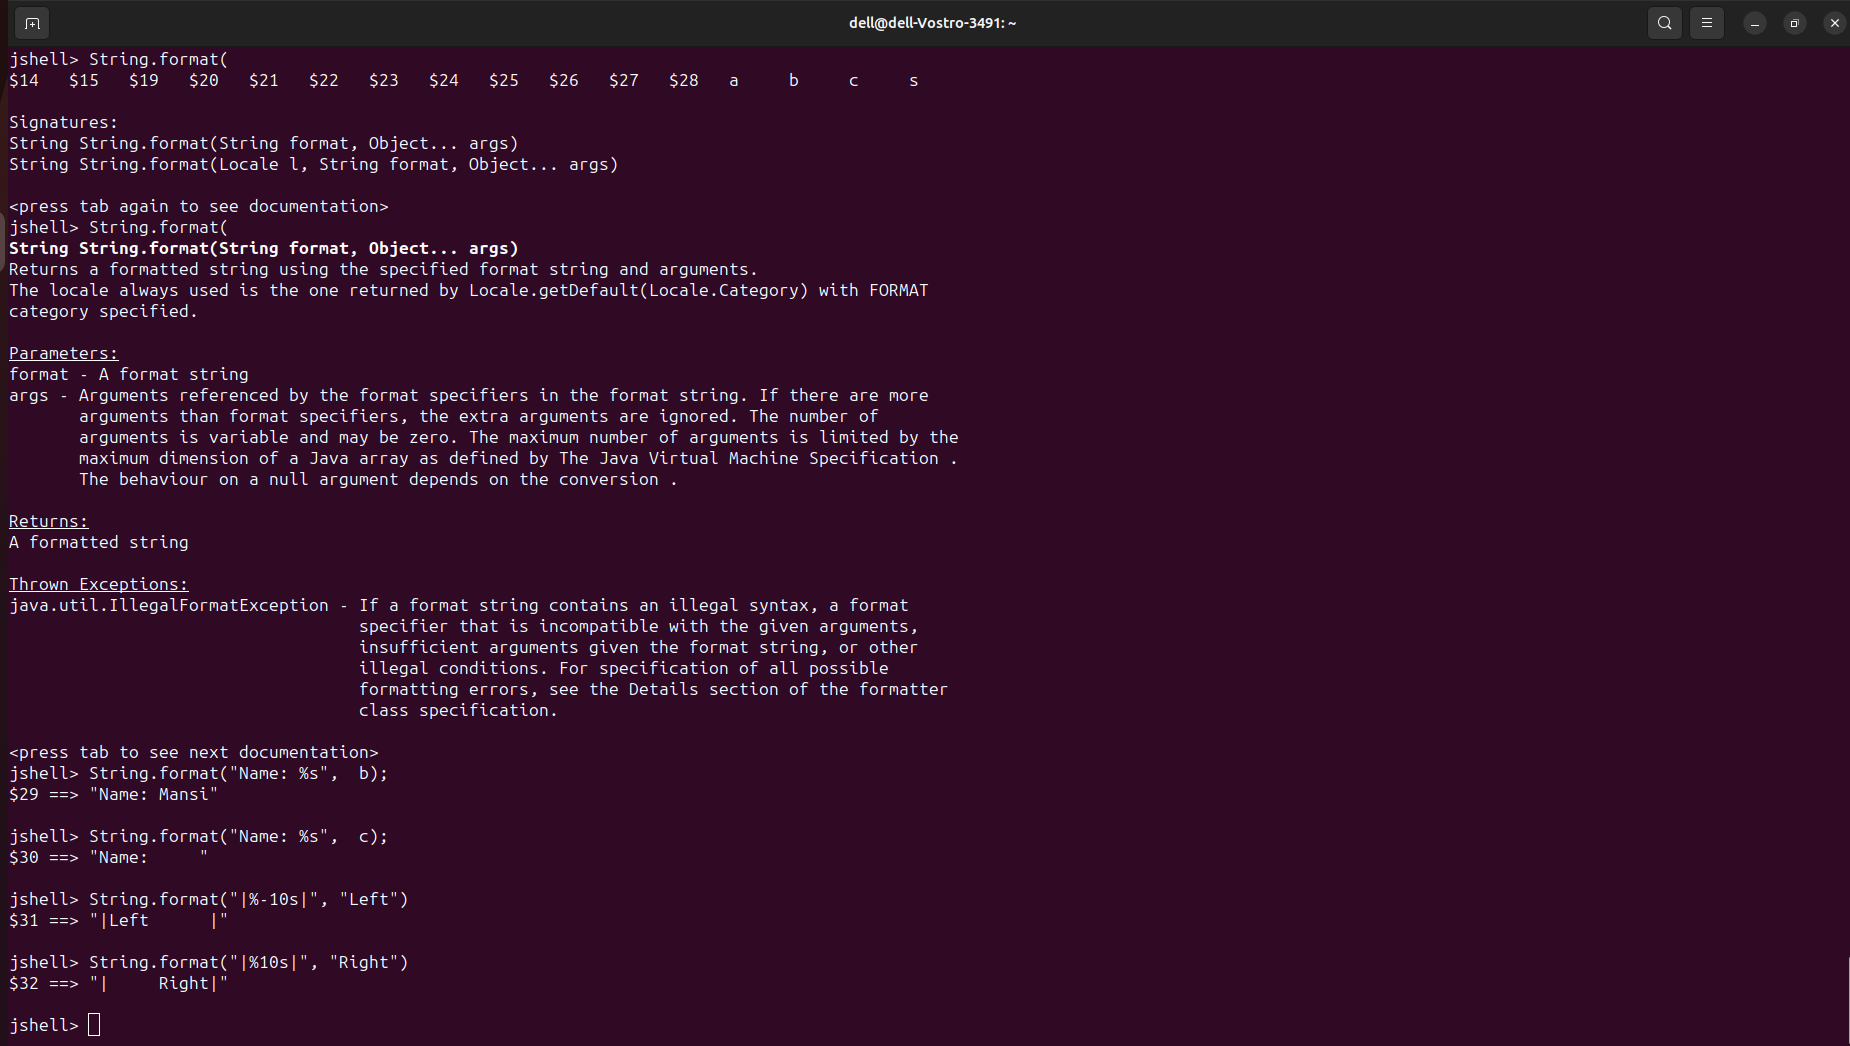 dell@dell-Vostro-3491: ~
jshell> String.format(
$14   $15   $19   $20   $21   $22   $23   $24   $25   $26   $27   $28   a     b     c     s
Signatures:
String String.format(String format, Object... args)
String String.format(Locale l, String format, Object... args)
<press tab again to see documentation>
jshell> String.format(
String String.format(String format, Object... args)
Returns a formatted string using the specified format string and arguments.
The locale always used is the one returned by Locale.getDefault(Locale.Category) with FORMAT
category specified.
Parameters:
format - A format string
args - Arguments referenced by the format specifiers in the format string. If there are more
       arguments than format specifiers, the extra arguments are ignored. The number of
       arguments is variable and may be zero. The maximum number of arguments is limited by the
       maximum dimension of a Java array as defined by The Java Virtual Machine Specification .
       The behaviour on a null argument depends on the conversion .
Returns:
A formatted string
Thrown Exceptions:
java.util.IllegalFormatException - If a format string contains an illegal syntax, a format
                                   specifier that is incompatible with the given arguments,
                                   insufficient arguments given the format string, or other
                                   illegal conditions. For specification of all possible
                                   formatting errors, see the Details section of the formatter
                                   class specification.
<press tab to see next documentation>
jshell> String.format("Name: %s",  b);
$29 ==> "Name: Mansi"
jshell> String.format("Name: %s",  c);
$30 ==> "Name:     "
jshell> String.format("|%-10s|", "Left")
$31 ==> "|Left      |"
jshell> String.format("|%10s|", "Right")
$32 ==> "|     Right|"
jshell>